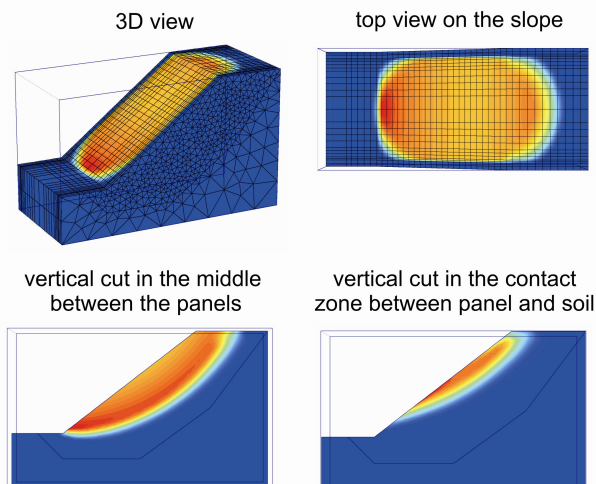 3D view
top view on the slope
vertical cut in the middle
between the panels
vertical cut in the contact
zone between panel and soil